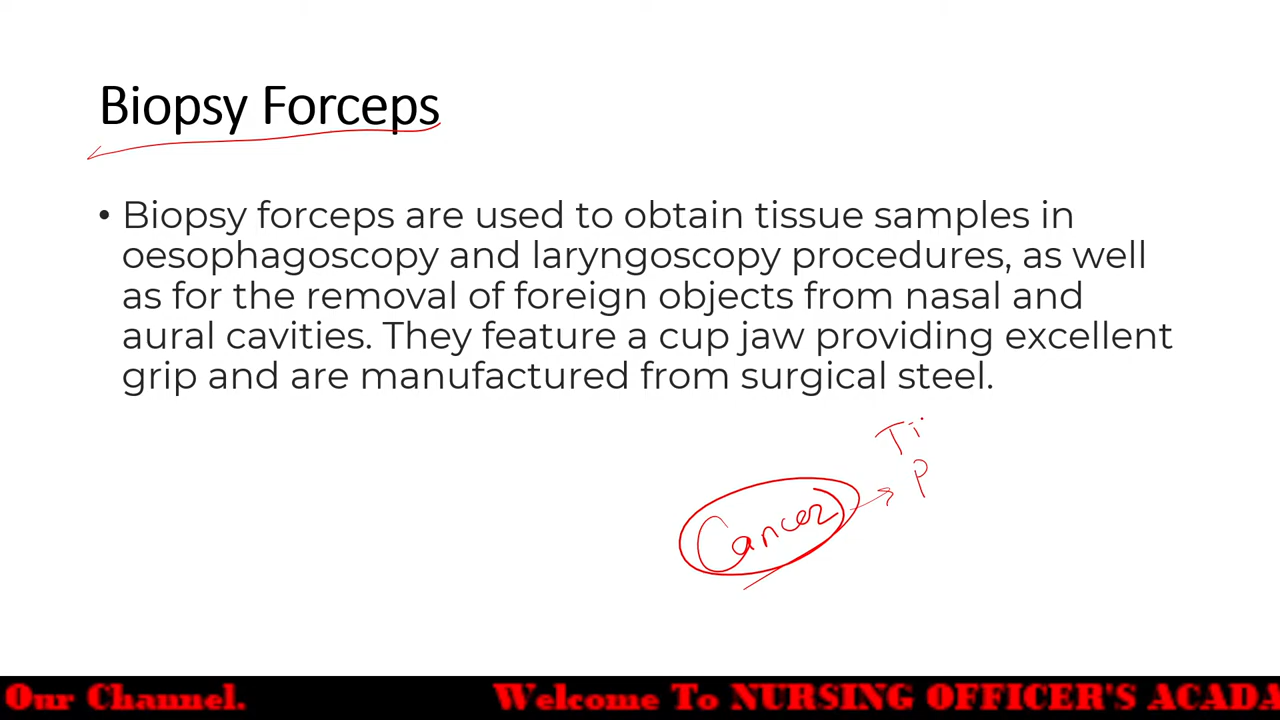 Biopsy Forceps
• Biopsy forceps are used to obtain tissue samples in
oesophagoscopy and laryngoscopy procedures, as well
as for the removal of foreign objects from nasal and
aural cavities. They feature a cup jaw providing excellent
grip and are manufactured from surgical steel.
Ti
P
Cancer
Our Channel. Welcome To NURSING OFFICER'S ACADA